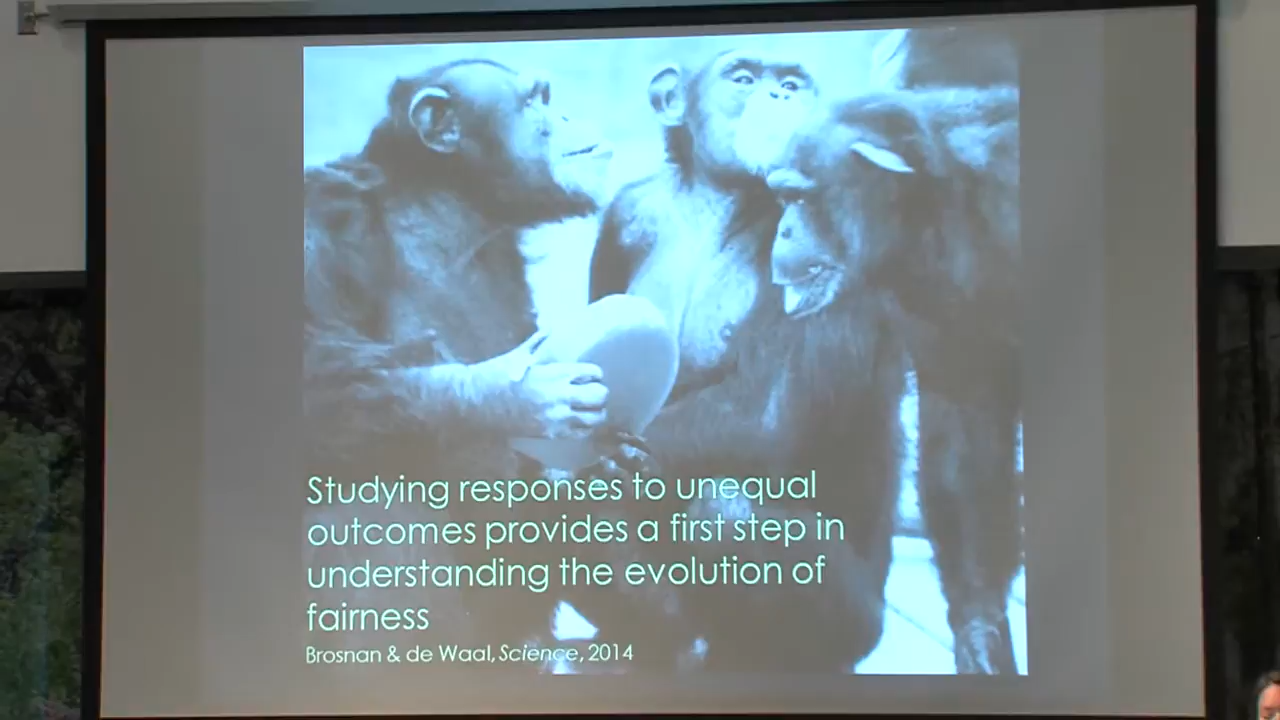 Studying responses to unequal
outcomes provides a first step in
understanding the evolution of
fairness
Brosnan & de Waal, Science, 2014